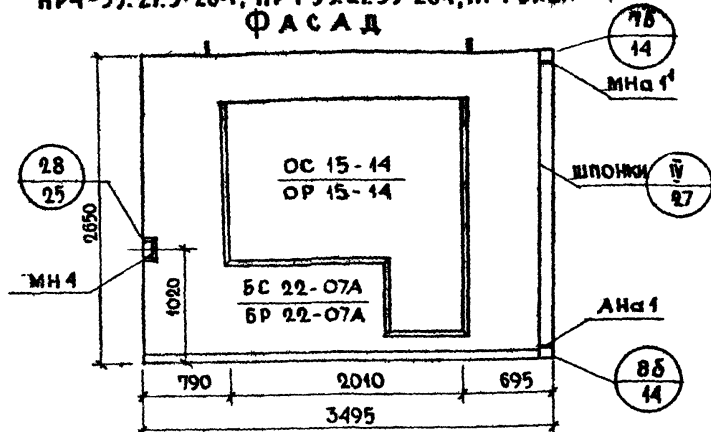 ФАСАД
7б
14
МНа 1¹
ОС 15-14
ОР 15-14
28
25
шпонки
IV
27
2650
МН 4
1020
БС 22-07А
БР 22-07А
АНа 1
790
2010
695
8б
14
3495